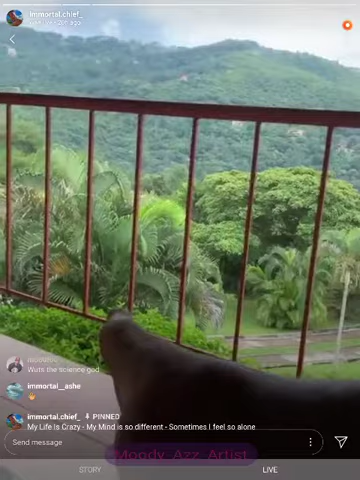 immortal.chief_
Wuts the science god
immortal__ashe
🔥
immortal.chief_ PINNED
My Life Is Crazy - My Mind is so different - Sometimes I feel so alone
Send message
Moody_Azz_Artist
STORY
LIVE